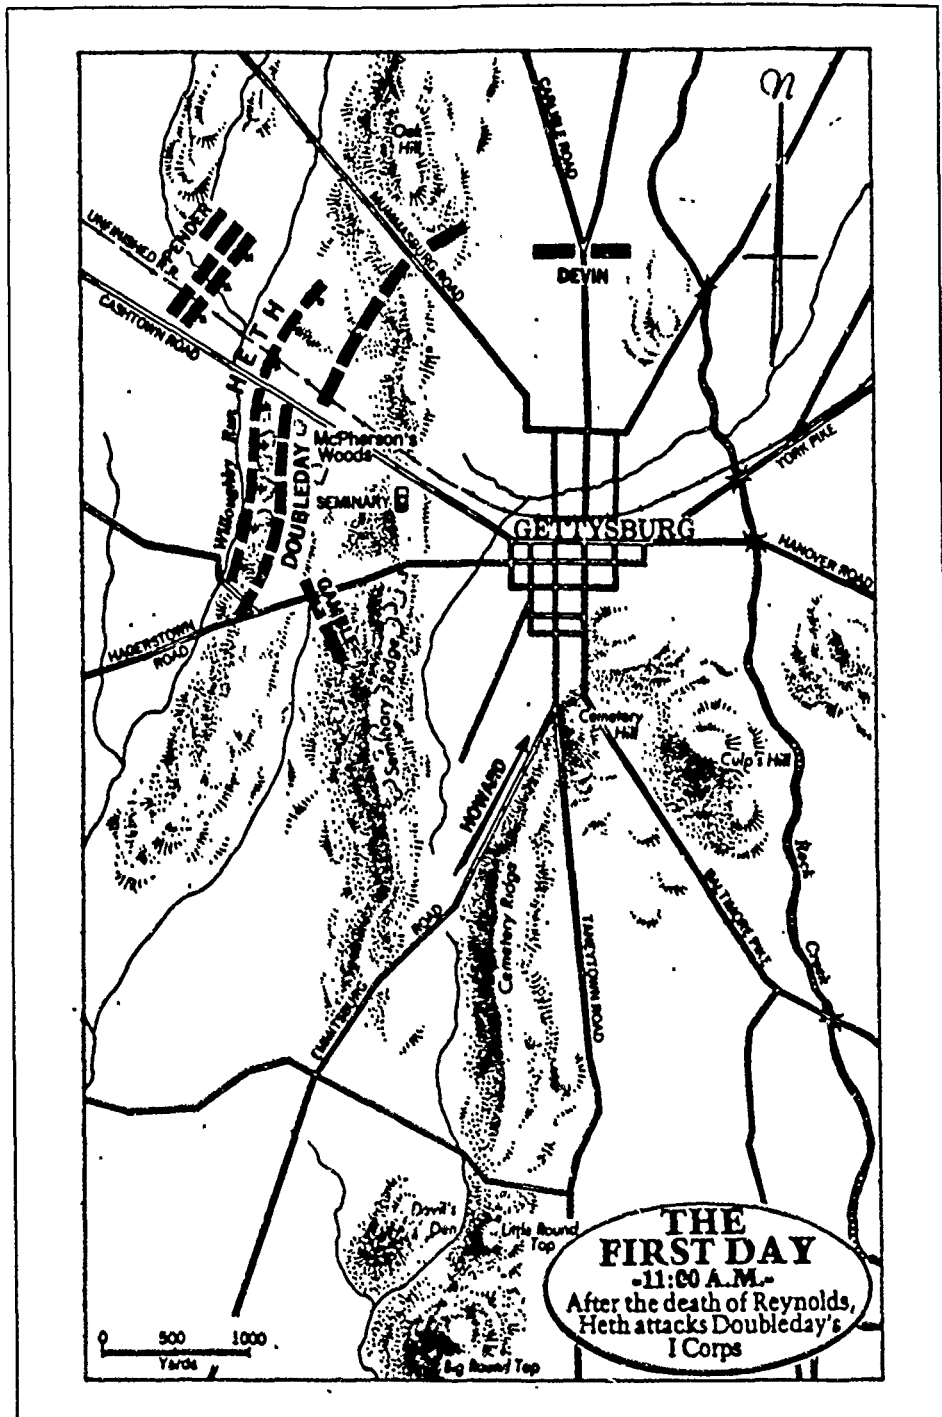 CARLISLE ROAD
N
Oak
Hill
MUMMASBURG ROAD
PENDER
UNFINISHED R.R.
DEVIN
CASHTOWN ROAD
HETH
McPherson's
Woods
Willoughby Run
DOUBLEDAY
SEMINARY
YORK PIKE
GETTYSBURG
HANOVER ROAD
GAMBLE
HAGERSTOWN
ROAD
Seminary Ridge
Cemetery
Hill
Culp's Hill
HOWARD
Cemetery Ridge
Rock
Creek
BALTIMORE PIKE
TANEYTOWN ROAD
EMMITSBURG
ROAD
Devil's
Den
Little Round
Top
Big Round Top
0 500 1000
Yards
THE
FIRST DAY
-11:00 A.M.-
After the death of Reynolds,
Heth attacks Doubleday's
I Corps